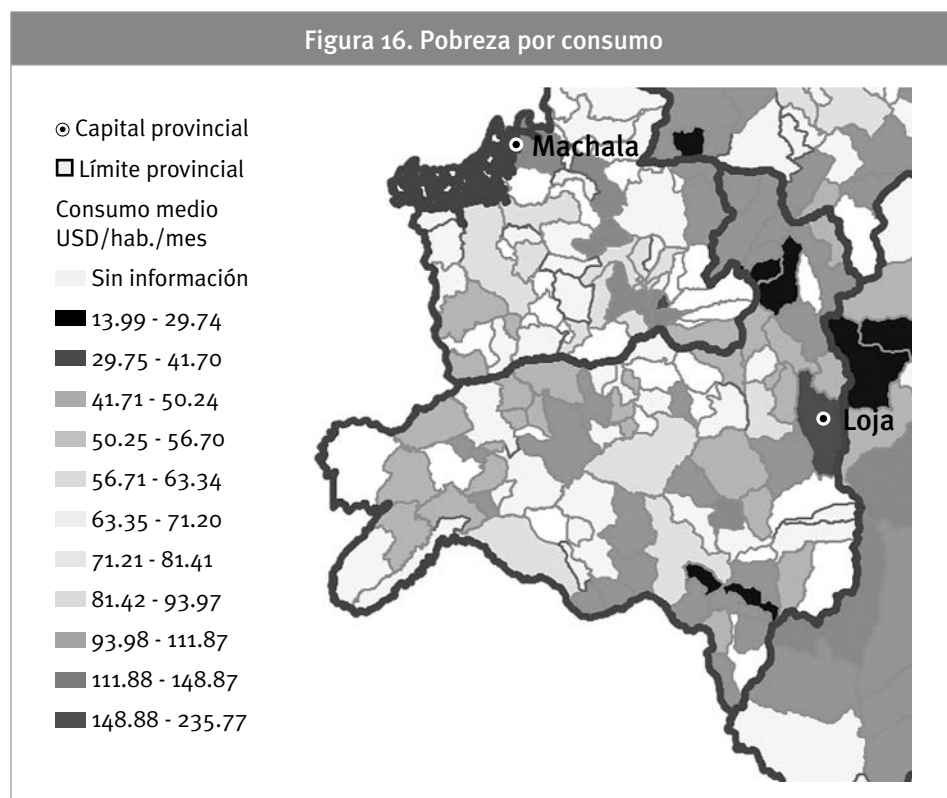 Figura 16. Pobreza por consumo
Capital provincial
Límite provincial
Consumo medio
USD/hab./mes
Sin información
13.99 - 29.74
29.75 - 41.70
41.71 - 50.24
50.25 - 56.70
56.71 - 63.34
63.35 - 71.20
71.21 - 81.41
81.42 - 93.97
93.98 - 111.87
111.88 - 148.87
148.88 - 235.77
Machala
Loja